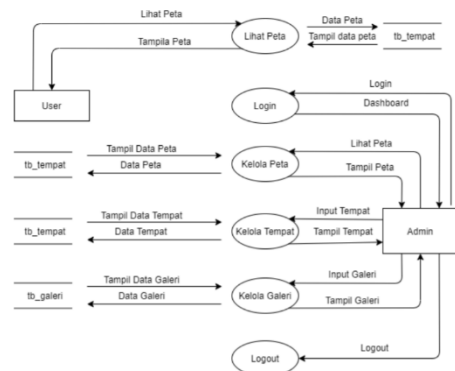 Lihat Peta
Data Peta
Lihat Peta
Tampila Peta
Tampil data peta
tb_tempat
Login
User
Login
Dashboard
Tampil Data Peta
Lihat Peta
tb_tempat
Data Peta
Kelola Peta
Tampil Peta
Tampil Data Tempat
Input Tempat
tb_tempat
Data Tempat
Kelola Tempat
Tampil Tempat
Admin
Tampil Data Galeri
Input Galeri
tb_galeri
Data Galeri
Kelola Galeri
Tampil Galeri
Logout
Logout